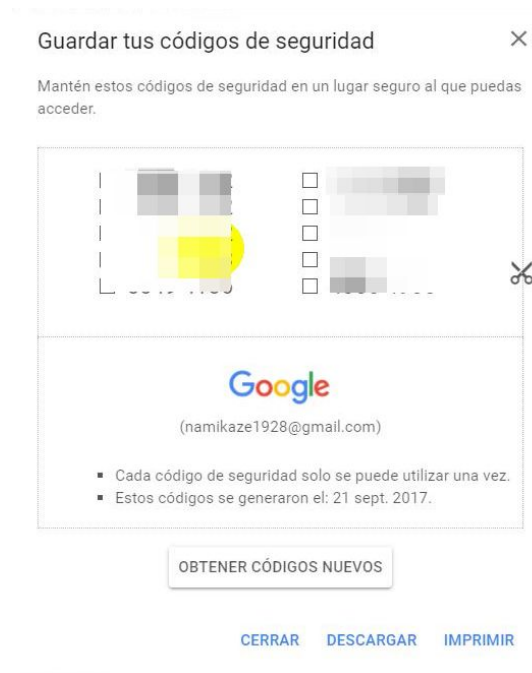 Guardar tus códigos de seguridad
Mantén estos códigos de seguridad en un lugar seguro al que puedas
acceder.
Google
(namikaze1928@gmail.com)
Cada código de seguridad solo se puede utilizar una vez.
Estos códigos se generaron el: 21 sept. 2017.
OBTENER CÓDIGOS NUEVOS
CERRAR DESCARGAR IMPRIMIR